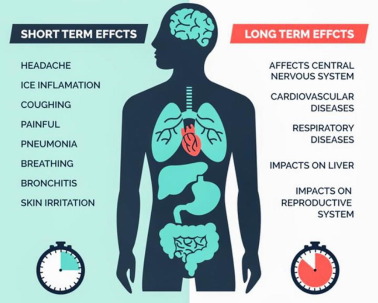 SHORT TERM EFFCTS
HEADACHE
ICE INFLAMATION
COUGHING
PAINFUL
PNEUMONIA
BREATHING
BRONCHITIS
SKIN IRRITATION
LONG TERM EFFCTS
AFFECTS CENTRAL
NERVOUS SYSTEM
CARDIOVASCULAR
DISEASES
RESPIRATORY
DISEASES
IMPACTS ON LIVER
IMPACTS ON
REPRODUCTIVE
SYSTEM